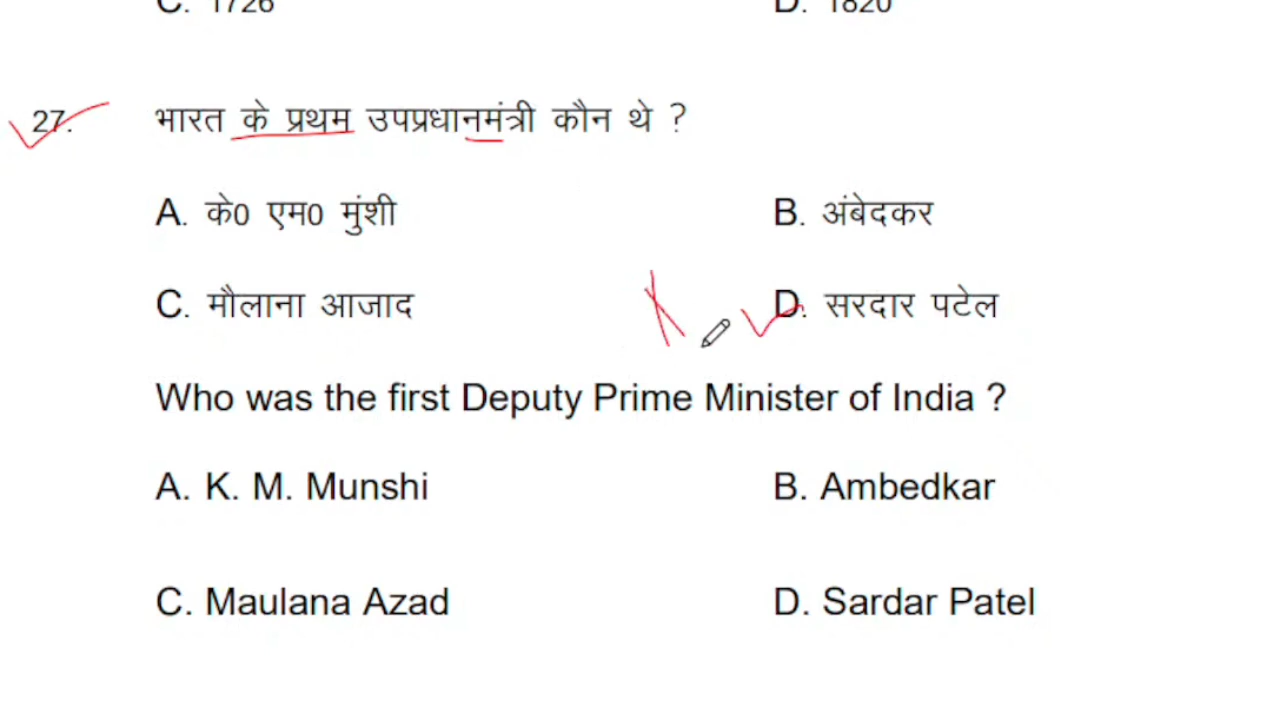 C. 1726 D. 1820
27. भारत के प्रथम उपप्रधानमंत्री कौन थे ?
A. के0 एम0 मुंशी B. अंबेदकर
C. मौलाना आजाद D. सरदार पटेल
Who was the first Deputy Prime Minister of India ?
A. K. M. Munshi B. Ambedkar
C. Maulana Azad D. Sardar Patel